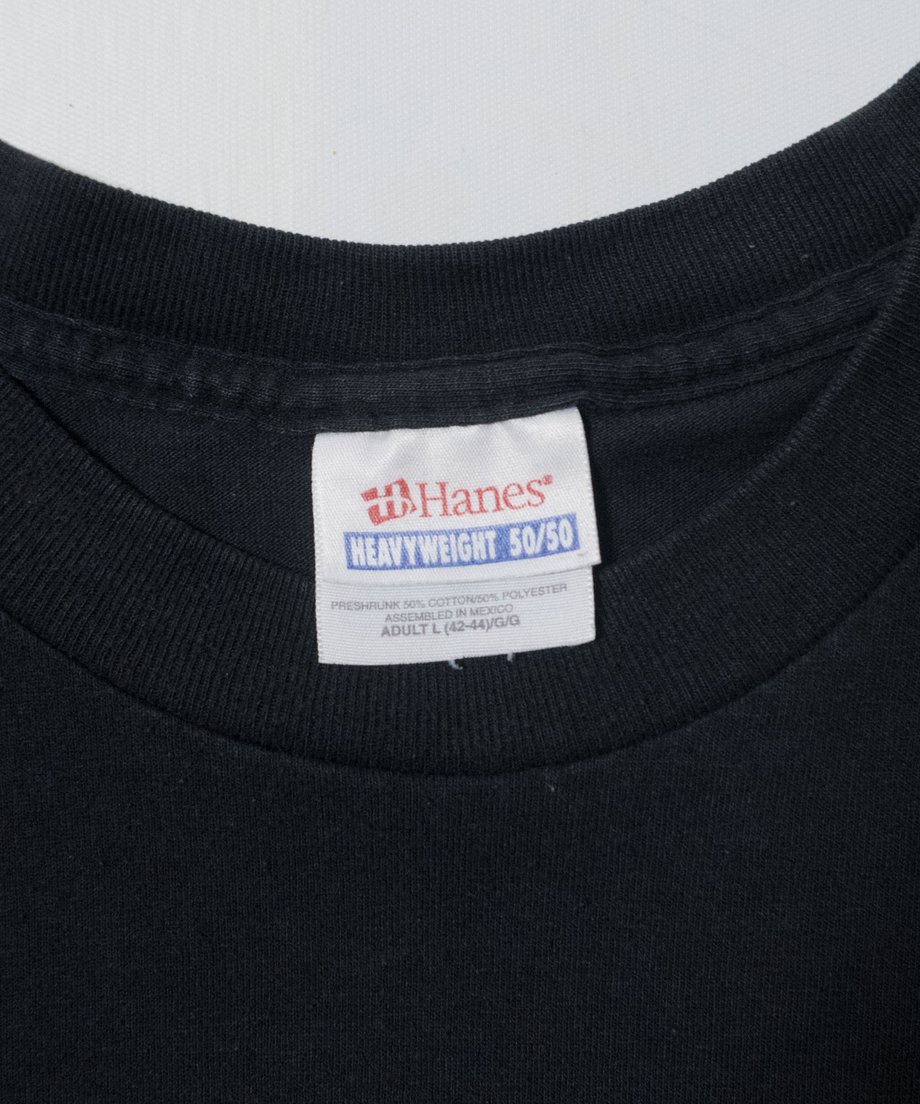 Hanes®
HEAVYWEIGHT 50/50
PRESHRUNK 50% COTTON/50% POLYESTER
ASSEMBLED IN MEXICO
ADULT L (42-44)/G/G